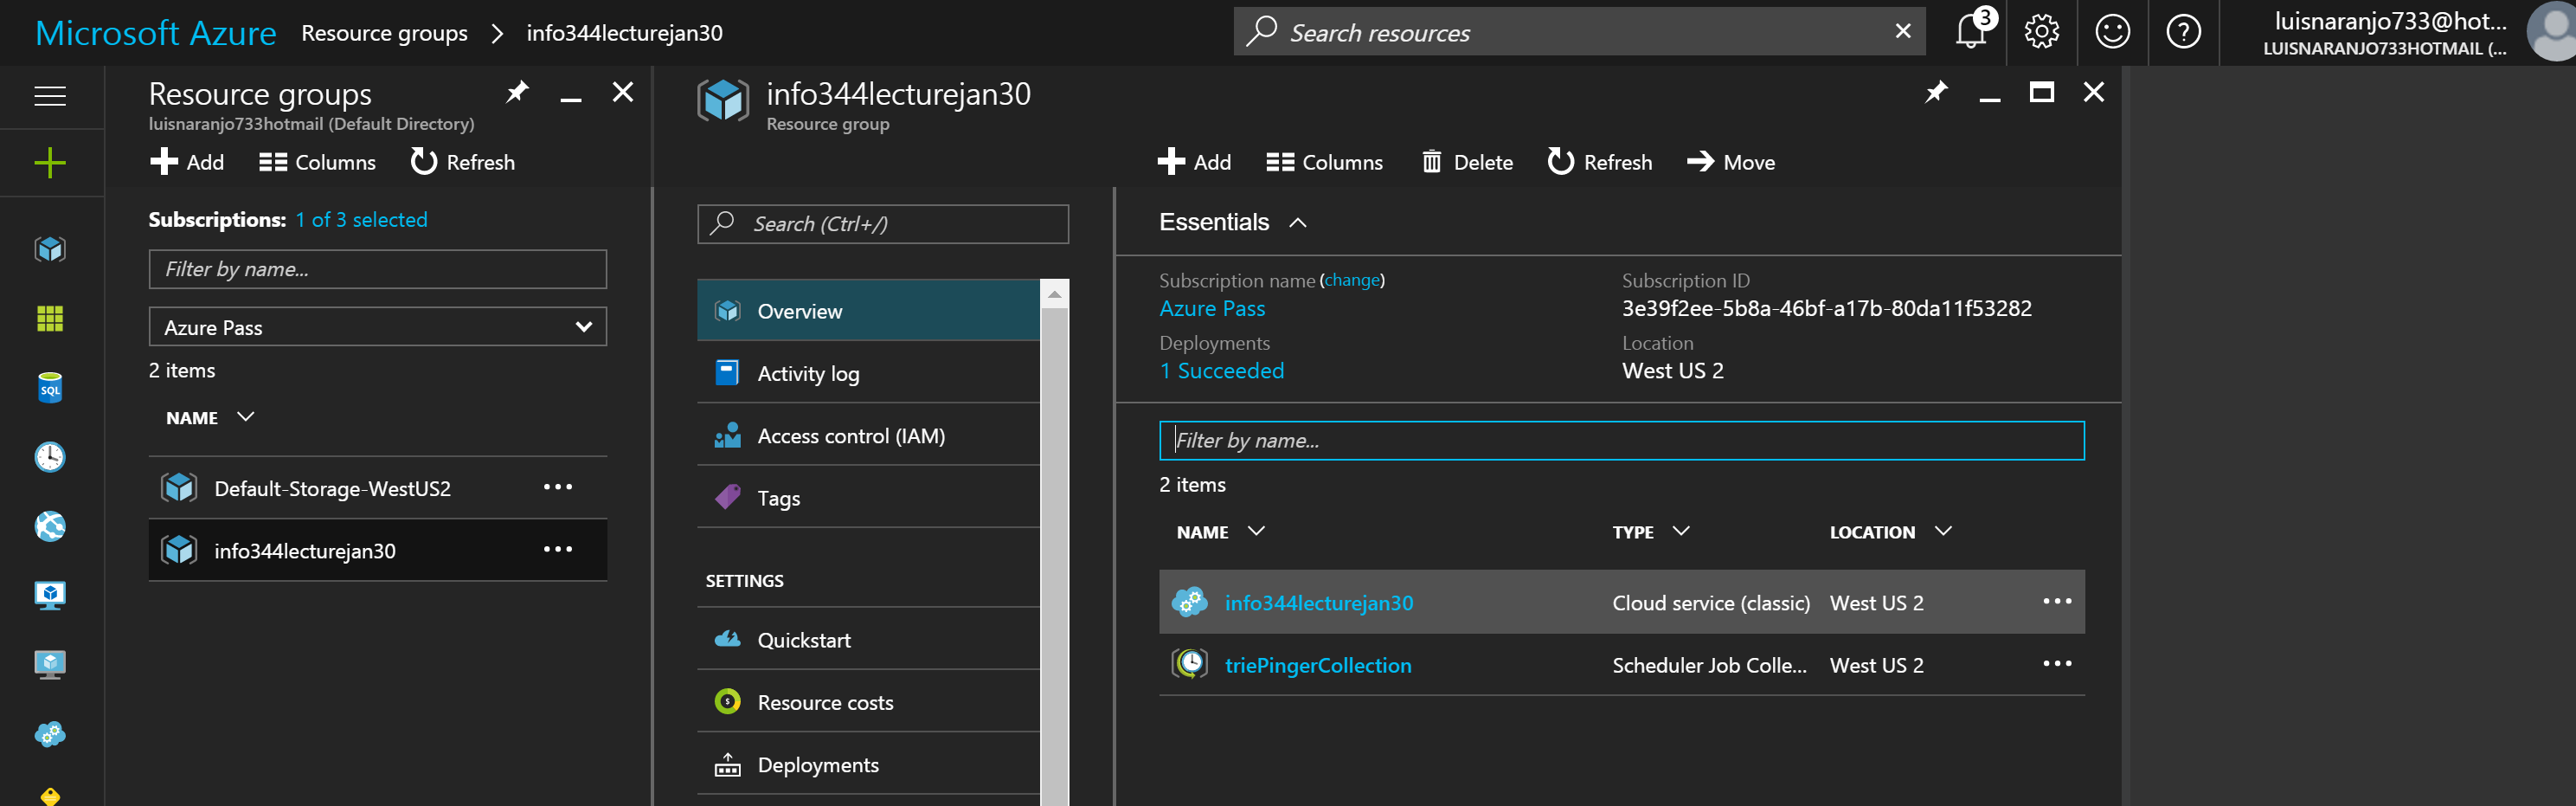 Microsoft Azure Resource groups > info344lecturejan30
Search resources
3
luisnaranjo733@hot...
LUISNARANJO733HOTMAIL (...
Resource groups
luisnaranjo733hotmail (Default Directory)
Add Columns Refresh
Subscriptions: 1 of 3 selected
Filter by name...
Azure Pass
2 items
NAME
Default-Storage-WestUS2 ...
info344lecturejan30 ...
SQL
info344lecturejan30
Resource group
Add Columns Delete Refresh Move
Search (Ctrl+/)
Overview
Activity log
Access control (IAM)
Tags
SETTINGS
Quickstart
Resource costs
Deployments
Essentials
Subscription name (change)
Azure Pass
Subscription ID
3e39f2ee-5b8a-46bf-a17b-80da11f53282
Deployments
1 Succeeded
Location
West US 2
Filter by name...
2 items
NAME TYPE LOCATION
info344lecturejan30 Cloud service (classic) West US 2 ...
triePingerCollection Scheduler Job Colle... West US 2 ...